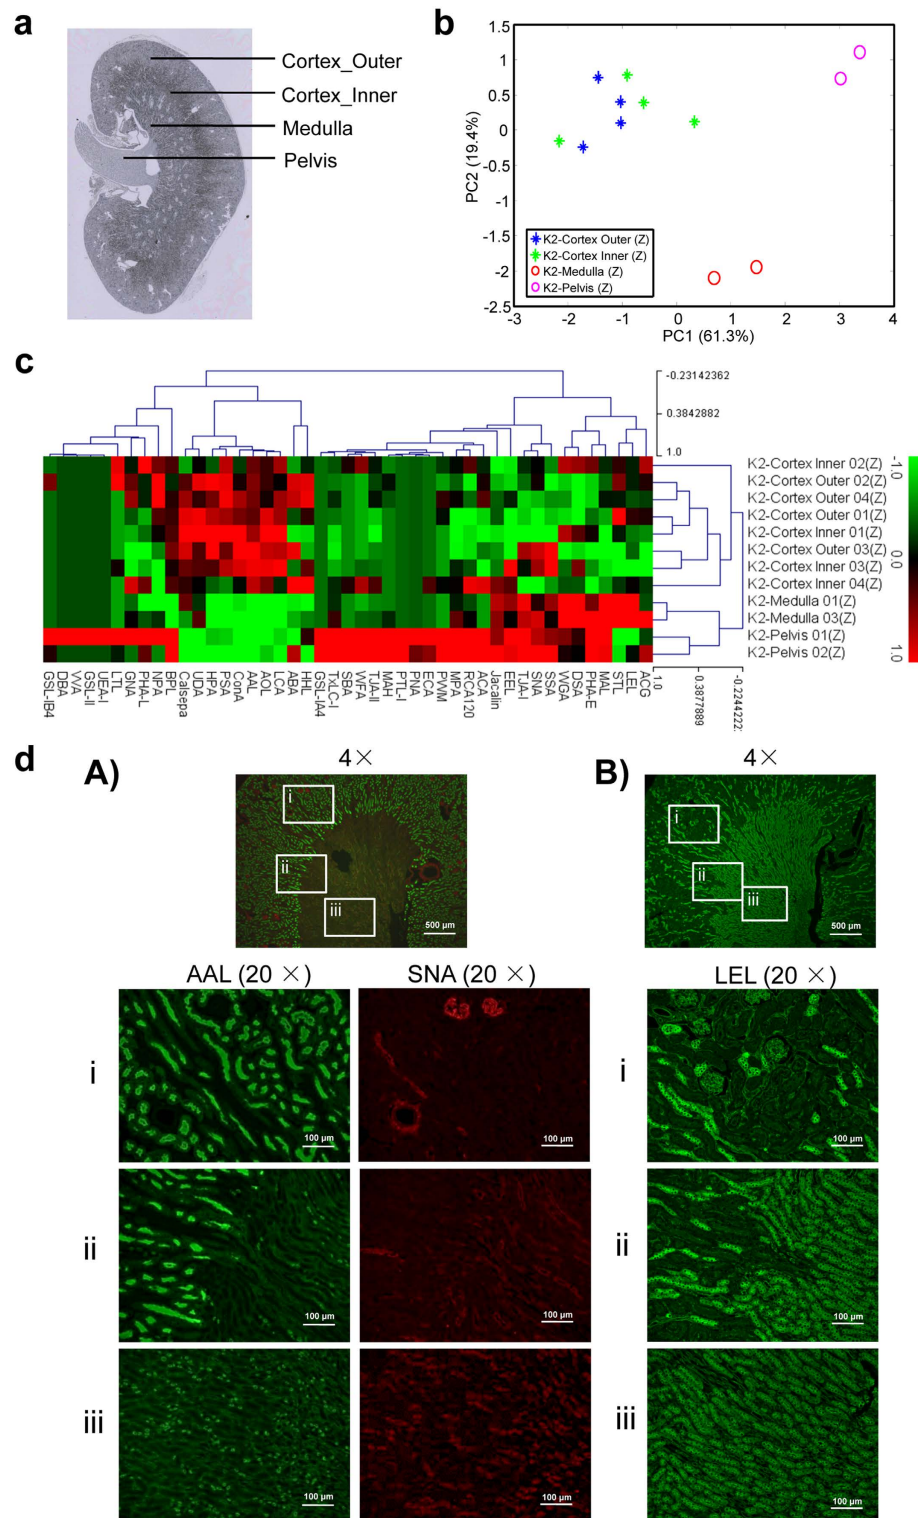 a
Cortex_Outer
Cortex_Inner
Medulla
Pelvis
b
1.5
1
0.5
0
-0.5
-1
-1.5
-2
-2.5
PC2 (19.4%)
K2-Cortex Outer (Z)
K2-Cortex Inner (Z)
K2-Medulla (Z)
K2-Pelvis (Z)
-3 -2 -1 0 1 2 3 4
PC1 (61.3%)
c
-0.23142362
0.3842882
1.0
K2-Cortex Inner 02(Z)
K2-Cortex Outer 02(Z)
K2-Cortex Outer 04(Z)
K2-Cortex Outer 01(Z)
K2-Cortex Inner 01(Z)
K2-Cortex Outer 03(Z)
K2-Cortex Inner 03(Z)
K2-Cortex Inner 04(Z)
K2-Medulla 01(Z)
K2-Medulla 03(Z)
K2-Pelvis 01(Z)
K2-Pelvis 02(Z)
-1.0
0.0
1.0
GSL-IB4
DBA
VVA
GSL-II
UEA-I
LTL
GNA
PHA-L
NPA
BPL
Calsepa
UDA
HPA
PSA
ConA
AAL
AOL
LCA
ABA
HHL
GSL-IA4
TxLC-I
SBA
WFA
TJA-II
MAH
PTL-I
PNA
ECA
PWM
MPA
RCA120
ACA
Jacalin
EEL
TJA-I
SNA
SSA
WGA
DSA
PHA-E
MAL
STL
LEL
ACG
1.0
0.3877889
-0.2244222:
d
A)
4×
i
ii
iii
500 µm
B)
4×
i
ii
iii
500 µm
AAL (20 ×)
SNA (20 ×)
LEL (20 ×)
i
100 µm
100 µm
i
100 µm
ii
100 µm
100 µm
ii
100 µm
iii
100 µm
100 µm
iii
100 µm